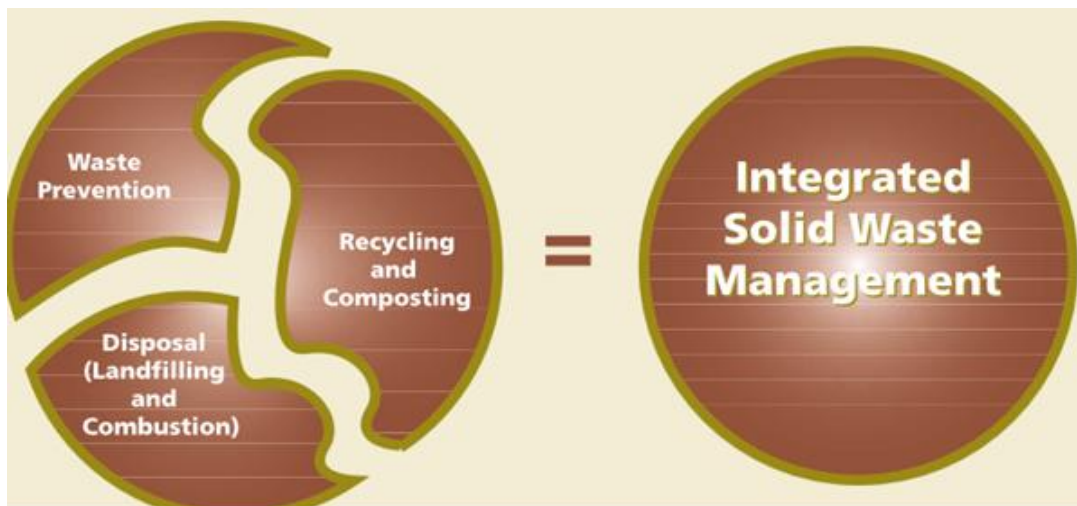 Waste
Prevention
Recycling
and
Composting
Disposal
(Landfilling
and
Combustion)
=
Integrated
Solid Waste
Management